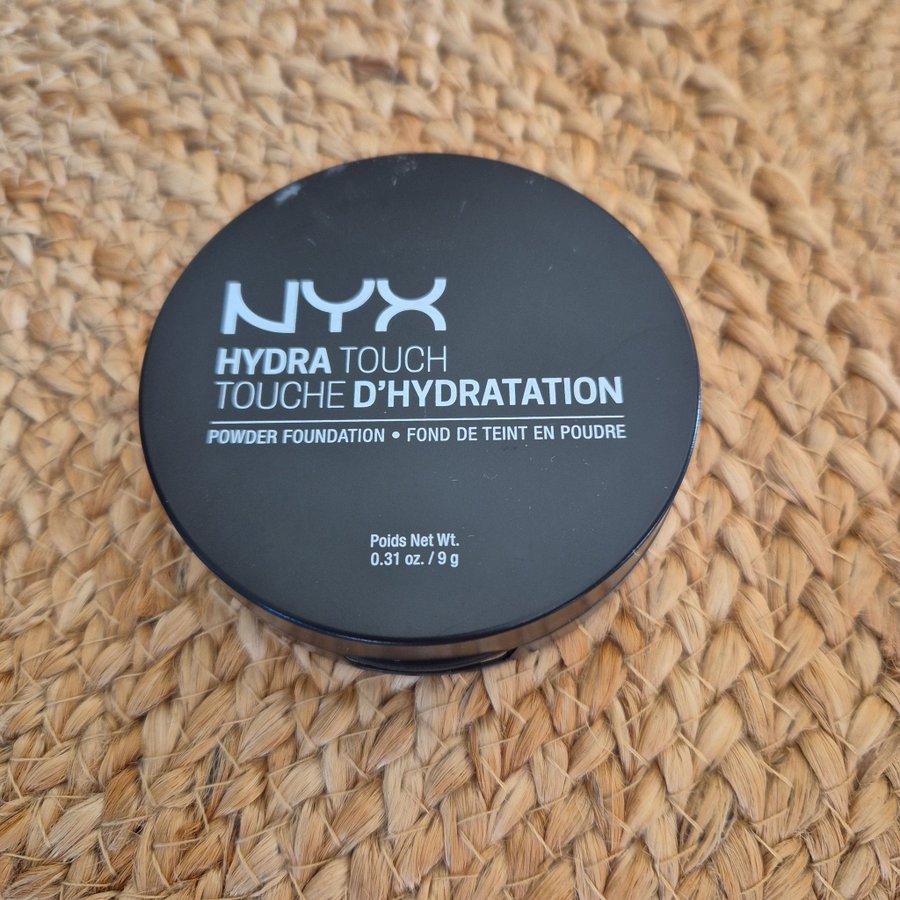 NYX
HYDRA TOUCH
TOUCHE D'HYDRATATION
POWDER FOUNDATION • FOND DE TEINT EN POUDRE
Poids Net Wt.
0.31 oz. / 9 g